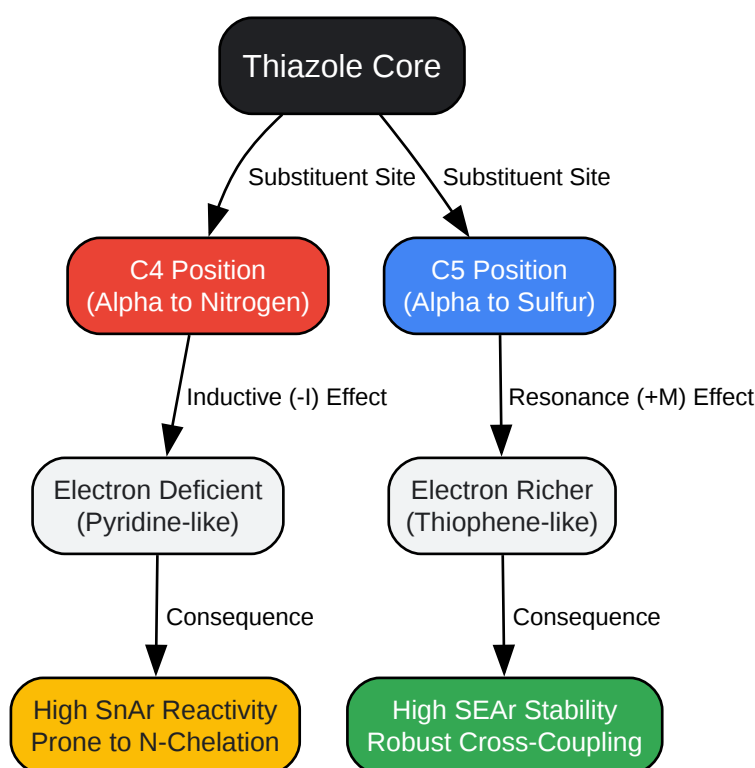 Thiazole Core
Substituent Site
Substituent Site
C4 Position
(Alpha to Nitrogen)
C5 Position
(Alpha to Sulfur)
Inductive (-I) Effect
Resonance (+M) Effect
Electron Deficient
(Pyridine-like)
Electron Richer
(Thiophene-like)
Consequence
Consequence
High SnAr Reactivity
Prone to N-Chelation
High SEAr Stability
Robust Cross-Coupling